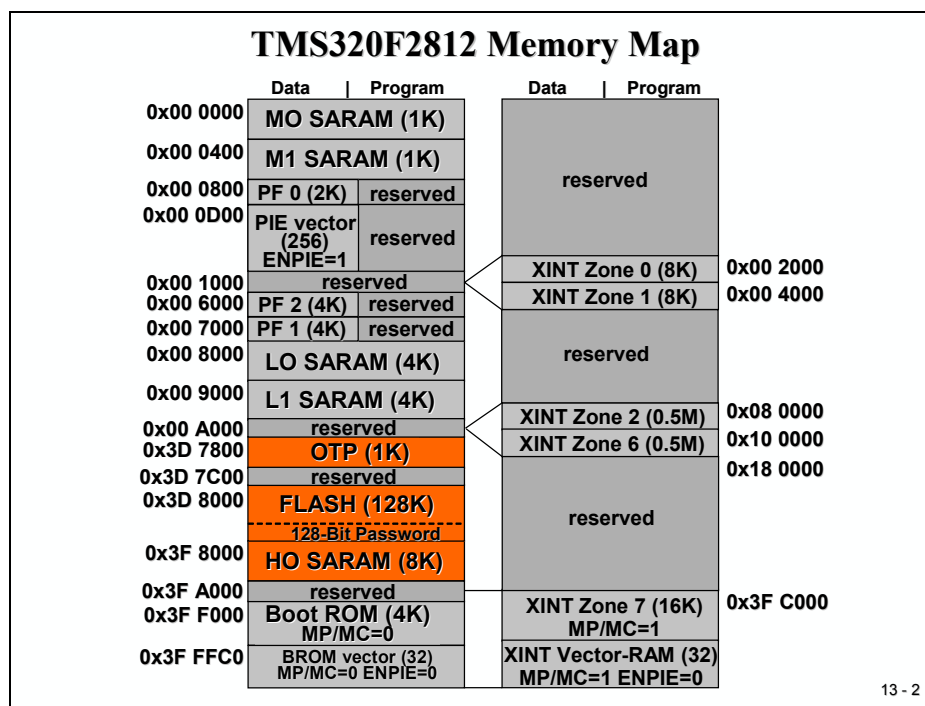 TMS320F2812 Memory Map
Data | Program
0x00 0000 MO SARAM (1K)
0x00 0400 M1 SARAM (1K)
0x00 0800 PF 0 (2K) reserved
0x00 0D00 PIE vector
(256)
ENPIE=1 reserved
0x00 1000 reserved
0x00 6000 PF 2 (4K) reserved
0x00 7000 PF 1 (4K) reserved
0x00 8000 LO SARAM (4K)
0x00 9000 L1 SARAM (4K)
0x00 A000 reserved
0x3D 7800 OTP (1K)
0x3D 7C00 reserved
0x3D 8000 FLASH (128K)
128-Bit Password
0x3F 8000 HO SARAM (8K)
0x3F A000 reserved
0x3F F000 Boot ROM (4K)
MP/MC=0
0x3F FFC0 BROM vector (32)
MP/MC=0 ENPIE=0
Data | Program
reserved
XINT Zone 0 (8K) 0x00 2000
XINT Zone 1 (8K) 0x00 4000
reserved
XINT Zone 2 (0.5M) 0x08 0000
XINT Zone 6 (0.5M) 0x10 0000
0x18 0000
reserved
XINT Zone 7 (16K) 0x3F C000
MP/MC=1
XINT Vector-RAM (32)
MP/MC=1 ENPIE=0
13 - 2